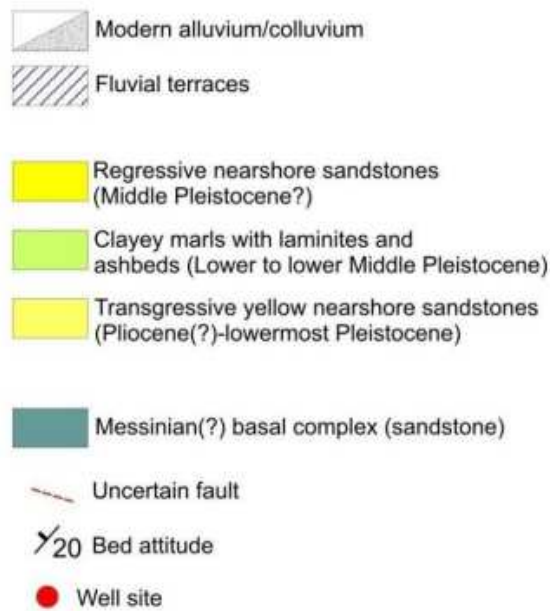 Modern alluvium/colluvium
Fluvial terraces
Regressive nearshore sandstones
(Middle Pleistocene?)
Clayey marls with laminites and
ashbeds (Lower to lower Middle Pleistocene)
Transgressive yellow nearshore sandstones
(Pliocene(?)-lowermost Pleistocene)
Messinian(?) basal complex (sandstone)
Uncertain fault
20 Bed attitude
Well site